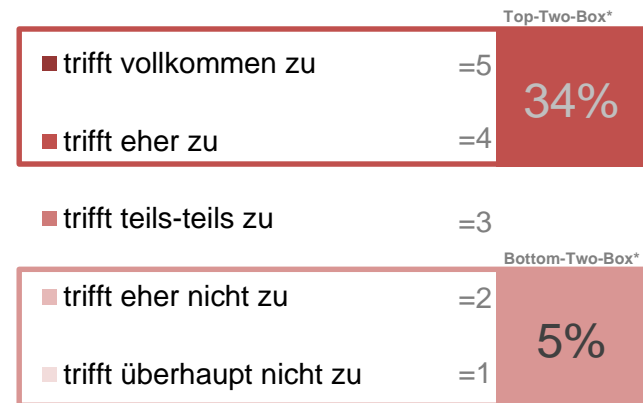 Top-Two-Box*
trifft vollkommen zu =5
34%
trifft eher zu =4
trifft teils-teils zu =3
Bottom-Two-Box*
trifft eher nicht zu =2
5%
trifft überhaupt nicht zu =1